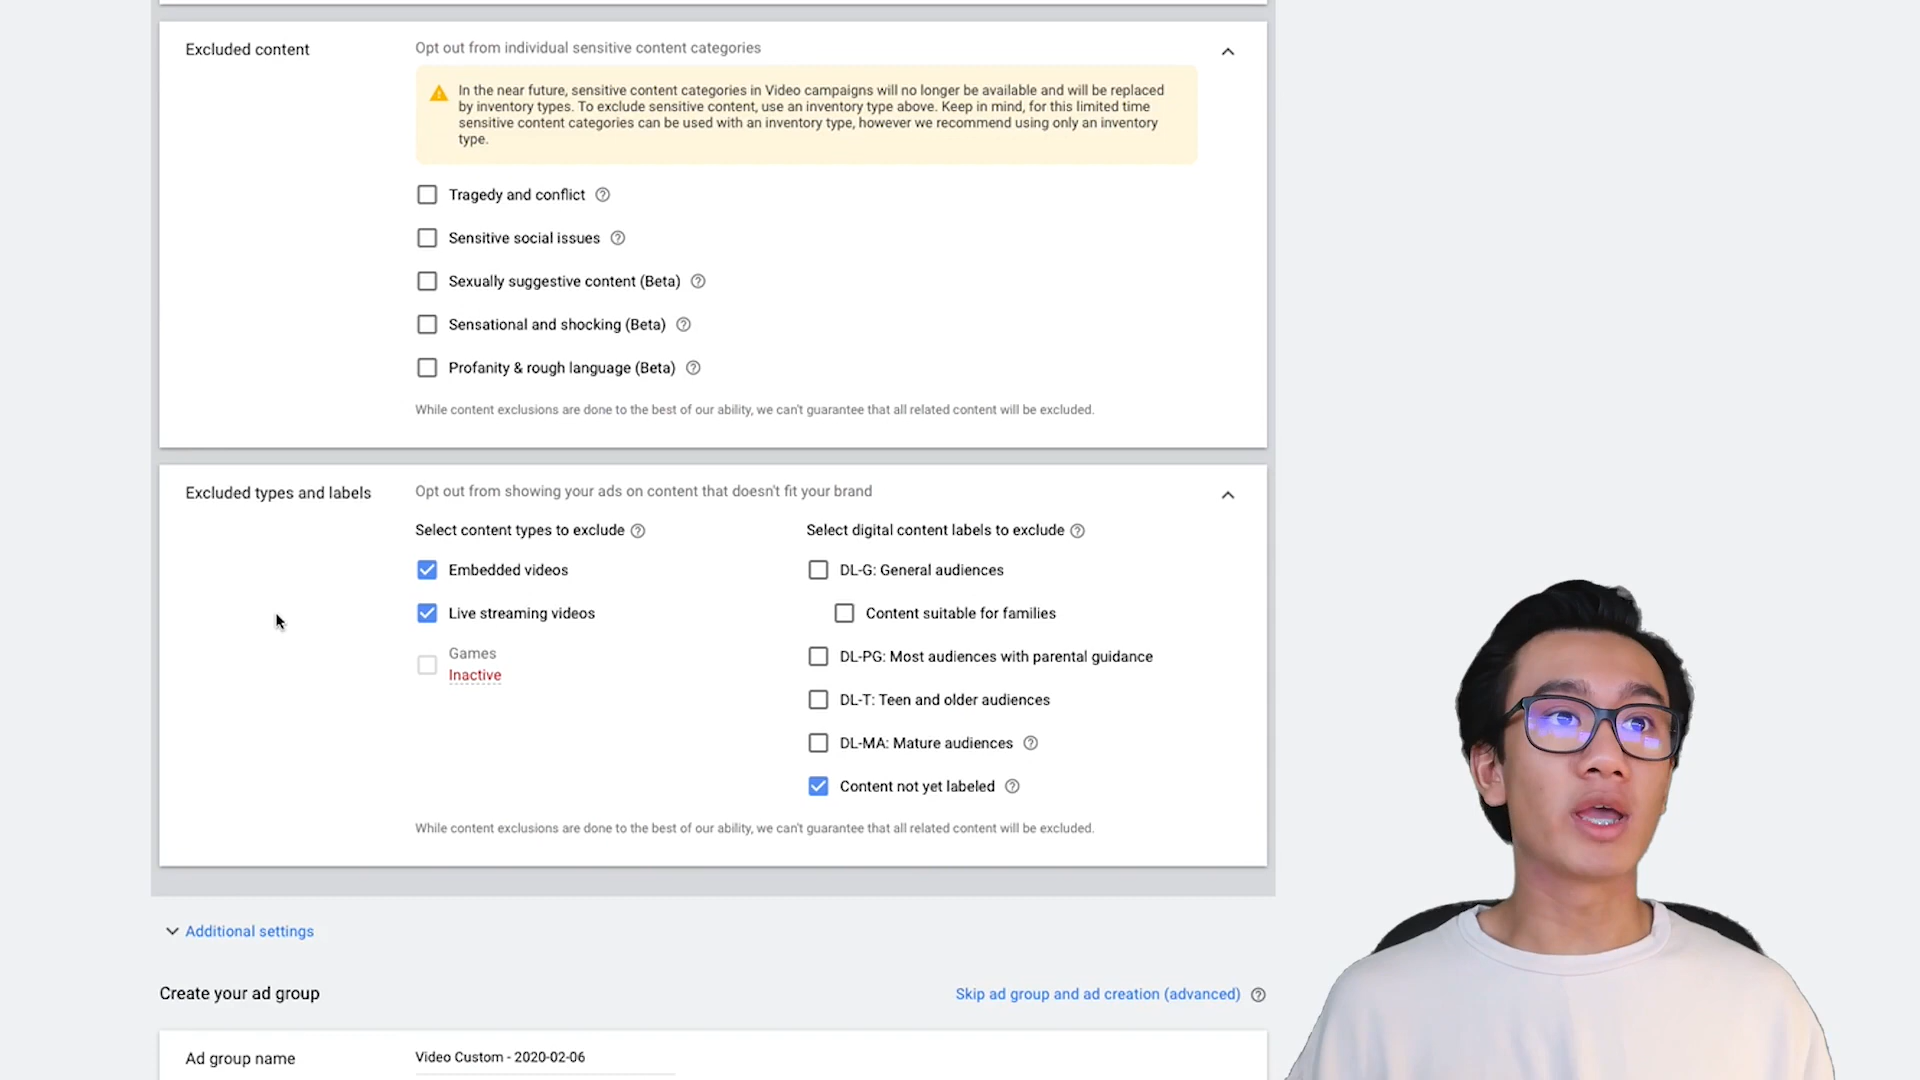 Excluded content
Opt out from individual sensitive content categories
In the near future, sensitive content categories in Video campaigns will no longer be available and will be replaced
by inventory types. To exclude sensitive content, use an inventory type above. Keep in mind, for this limited time
sensitive content categories can be used with an inventory type, however we recommend using only an inventory
type.
Tragedy and conflict
Sensitive social issues
Sexually suggestive content (Beta)
Sensational and shocking (Beta)
Profanity & rough language (Beta)
While content exclusions are done to the best of our ability, we can't guarantee that all related content will be excluded.
Excluded types and labels
Opt out from showing your ads on content that doesn't fit your brand
Select content types to exclude
Embedded videos
Live streaming videos
Games
Inactive
Select digital content labels to exclude
DL-G: General audiences
Content suitable for families
DL-PG: Most audiences with parental guidance
DL-T: Teen and older audiences
DL-MA: Mature audiences
Content not yet labeled
While content exclusions are done to the best of our ability, we can't guarantee that all related content will be excluded.
Additional settings
Create your ad group
Skip ad group and ad creation (advanced)
Ad group name
Video Custom - 2020-02-06